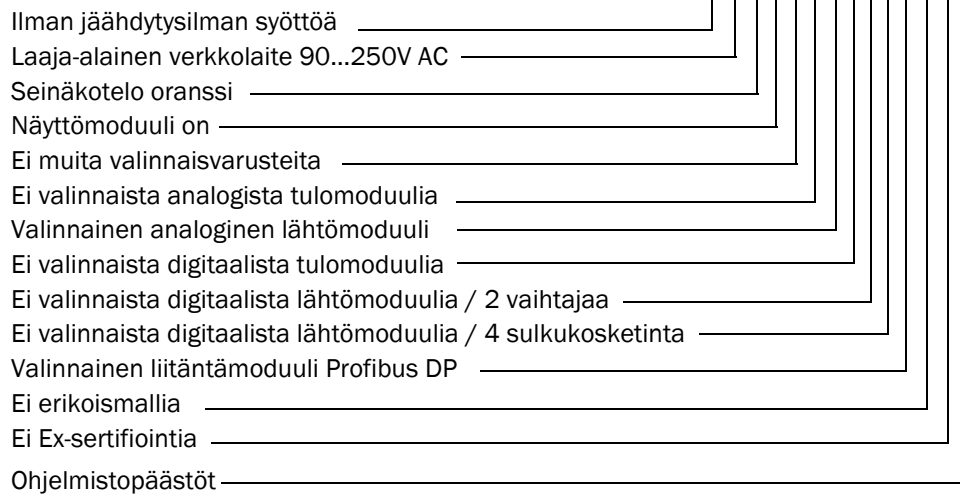 Ilman jäähdytysilman syöttöä
Laaja-alainen verkkolaite 90...250V AC
Seinäkotelo oranssi
Näyttömoduuli on
Ei muita valinnaisvarusteita
Ei valinnaista analogista tulomoduulia
Valinnainen analoginen lähtömoduuli
Ei valinnaista digitaalista tulomoduulia
Ei valinnaista digitaalista lähtömoduulia / 2 vaihtajaa
Ei valinnaista digitaalista lähtömoduulia / 4 sulkukosketinta
Valinnainen liitäntämoduuli Profibus DP
Ei erikoismallia
Ei Ex-sertifiointia
Ohjelmistopäästöt